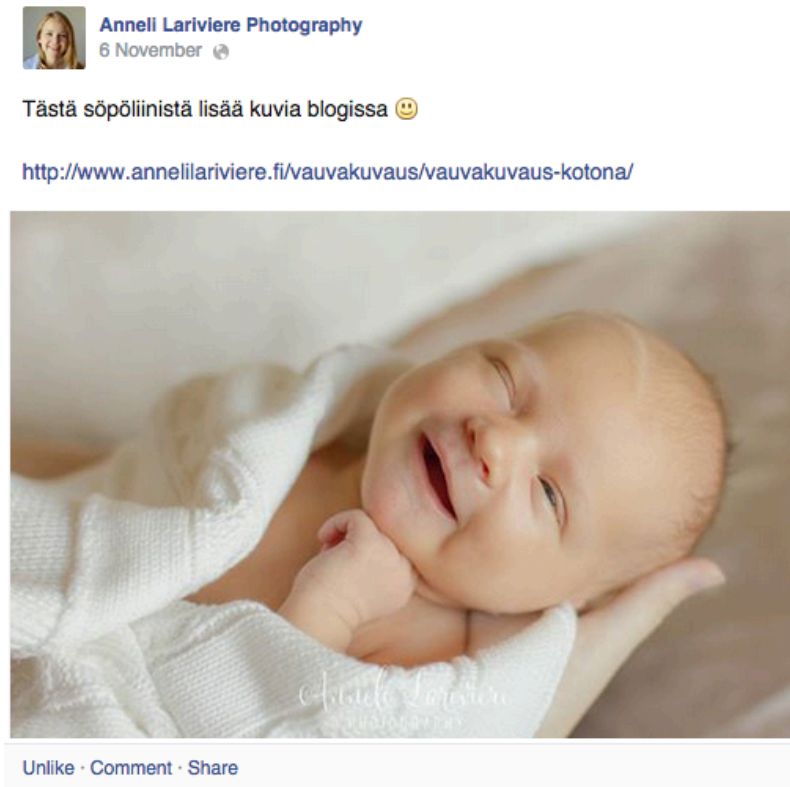 Anneli Lariviere Photography
6 November
Tästä söpöliinistä lisää kuvia blogissa
http://www.annelilariviere.fi/vauvakuvaus/vauvakuvaus-kotona/
Anneli Lariviere
PHOTOGRAPHY
Unlike · Comment · Share